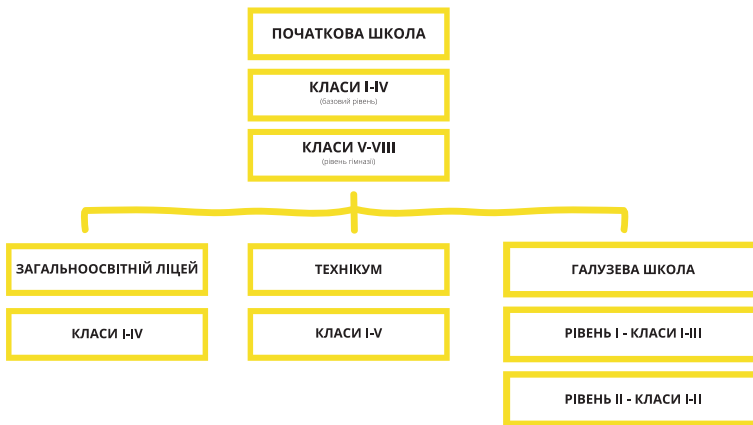 ПОЧАТКОВА ШКОЛА
КЛАСИ I-IV
(базовий рівень)
КЛАСИ V-VIII
(рівень гімназії)
ЗАГАЛЬНООСВІТНІЙ ЛІЦЕЙ
КЛАСИ I-IV
ТЕХНІКУМ
КЛАСИ I-V
ГАЛУЗЕВА ШКОЛА
РІВЕНЬ I - КЛАСИ I-III
РІВЕНЬ II - КЛАСИ I-II